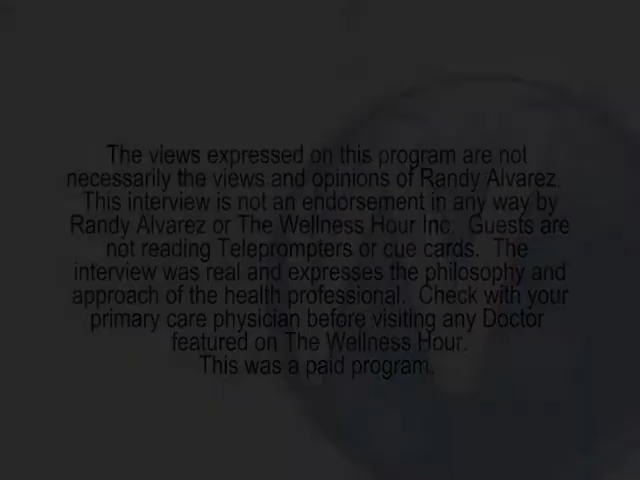 The views expressed on this program are not
necessarily the views and opinions of Randy Alvarez.
This interview is not an endorsement in any way by
Randy Alvarez or The Wellness Hour Inc.  Guests are
not reading Teleprompters or cue cards.  The
interview was real and expresses the philosophy and
approach of the health professional.  Check with your
primary care physician before visiting any Doctor
featured on The Wellness Hour.
This was a paid program.